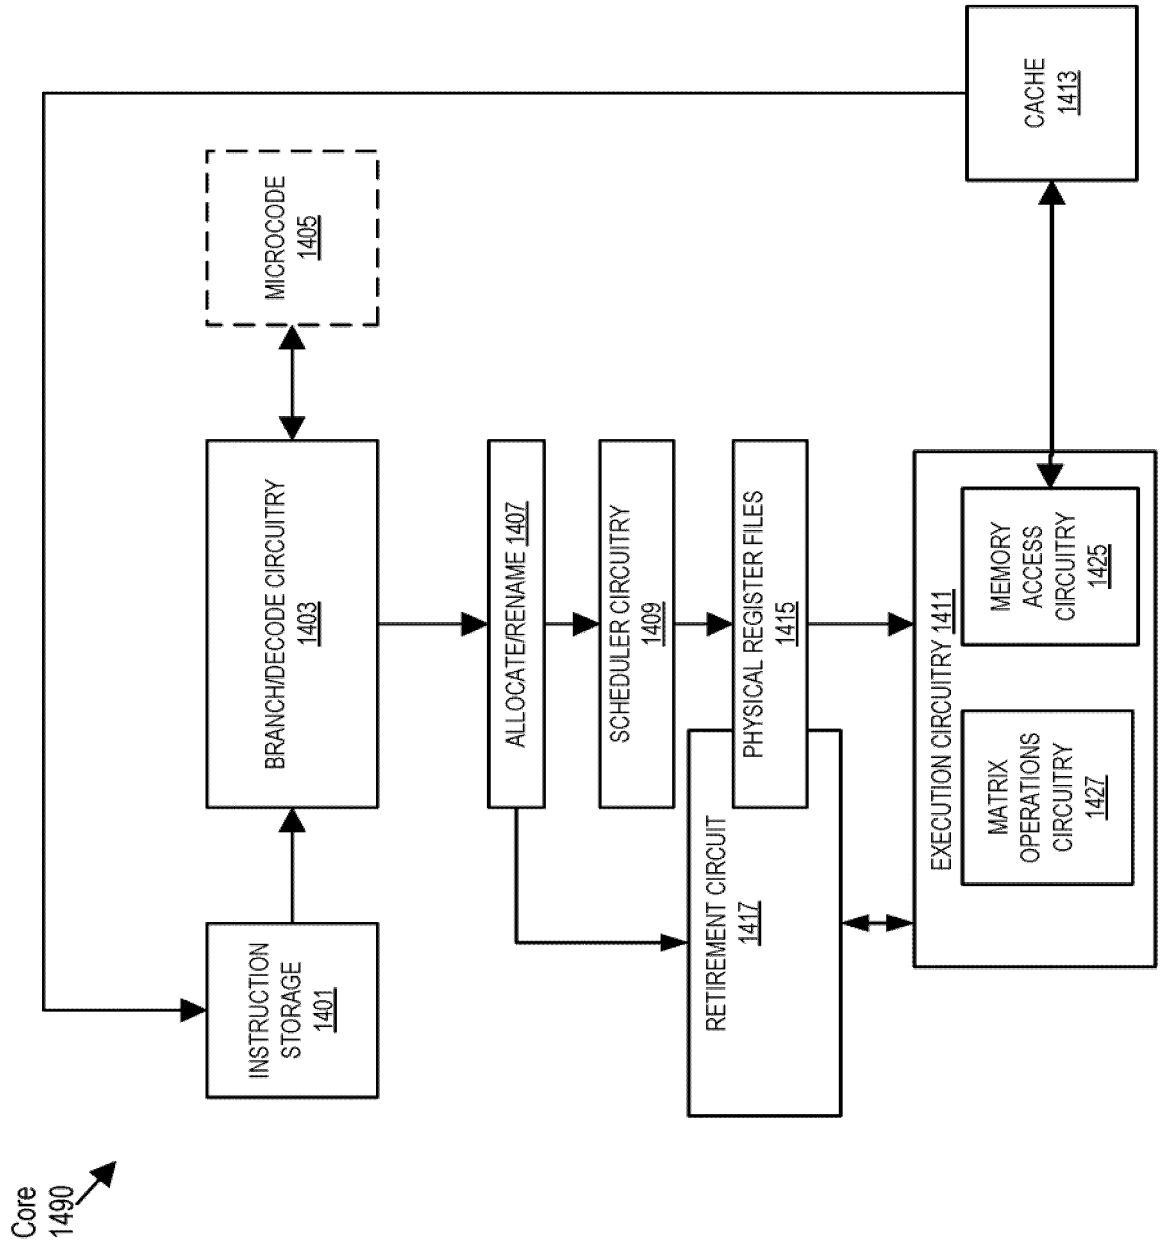 Core
1490
INSTRUCTION
STORAGE
1401
BRANCH/DECODE CIRCUITRY
1403
MICROCODE
1405
ALLOCATE/RENAME 1407
SCHEDULER CIRCUITRY
1409
PHYSICAL REGISTER FILES
1415
RETIREMENT CIRCUIT
1417
EXECUTION CIRCUITRY 1411
MATRIX
OPERATIONS
CIRCUITRY
1427
MEMORY
ACCESS
CIRCUITRY
1425
CACHE
1413